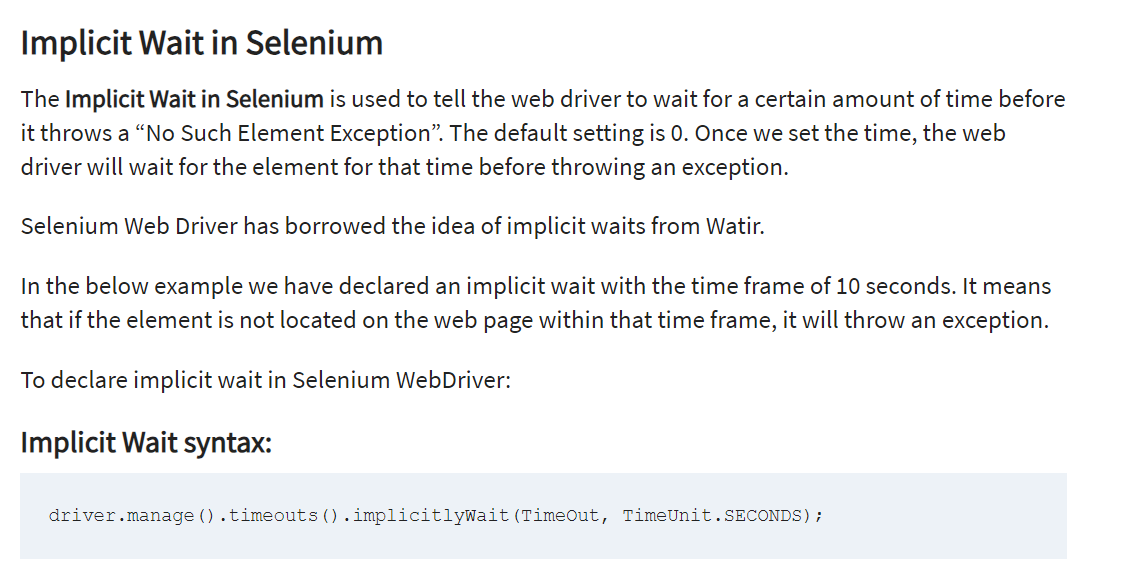 Implicit Wait in Selenium
The Implicit Wait in Selenium is used to tell the web driver to wait for a certain amount of time before
it throws a “No Such Element Exception”. The default setting is 0. Once we set the time, the web
driver will wait for the element for that time before throwing an exception.
Selenium Web Driver has borrowed the idea of implicit waits from Watir.
In the below example we have declared an implicit wait with the time frame of 10 seconds. It means
that if the element is not located on the web page within that time frame, it will throw an exception.
To declare implicit wait in Selenium WebDriver:
Implicit Wait syntax:
driver.manage().timeouts().implicitlyWait(TimeOut, TimeUnit.SECONDS);